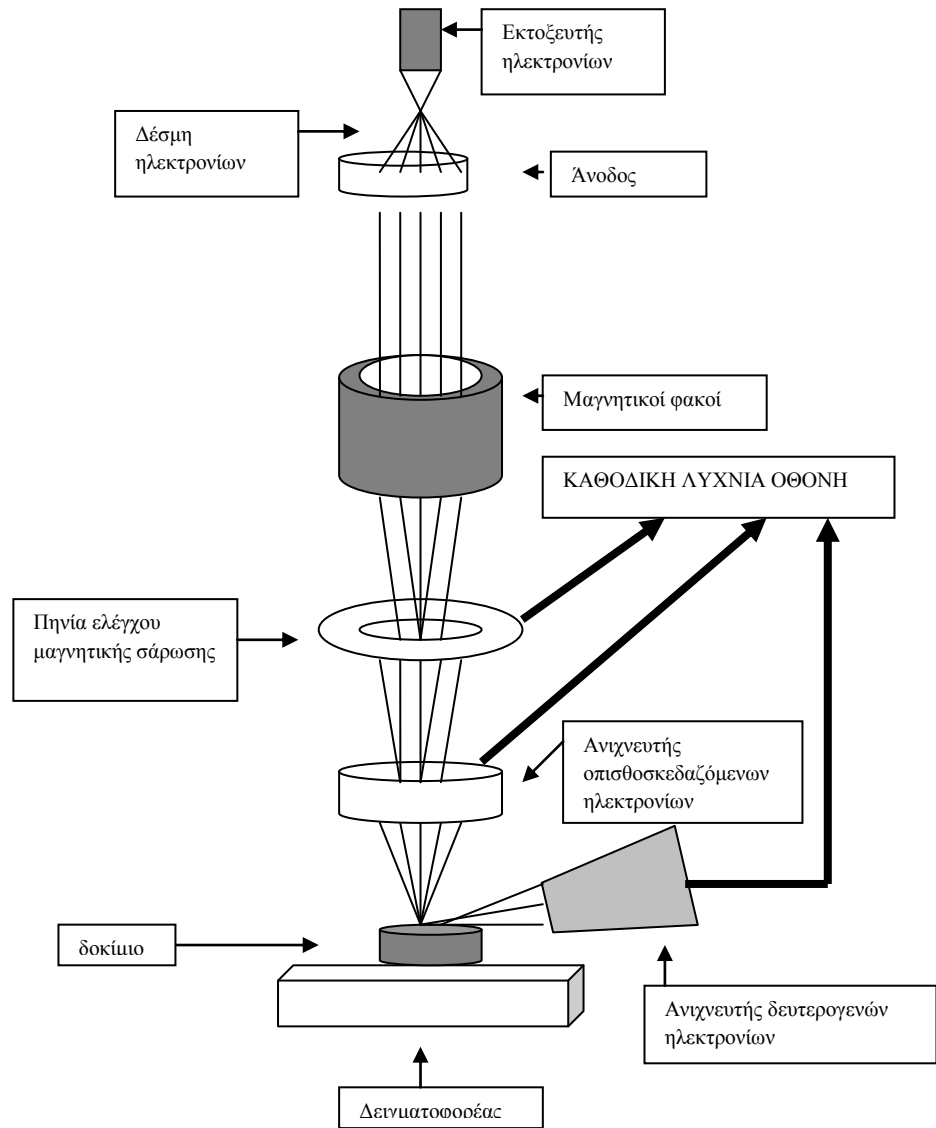 Εκτοξευτής
ηλεκτρονίων
Δέσμη
ηλεκτρονίων
Άνοδος
Μαγνητικοί φακοί
ΚΑΘΟΔΙΚΗ ΛΥΧΝΙΑ ΟΘΟΝΗ
Πηνία ελέγχου
μαγνητικής σάρωσης
Ανιχνευτής
οπισθοσκεδαζόμενων
ηλεκτρονίων
δοκίμιο
Ανιχνευτής δευτερογενών
ηλεκτρονίων
Δειγματοφορέας